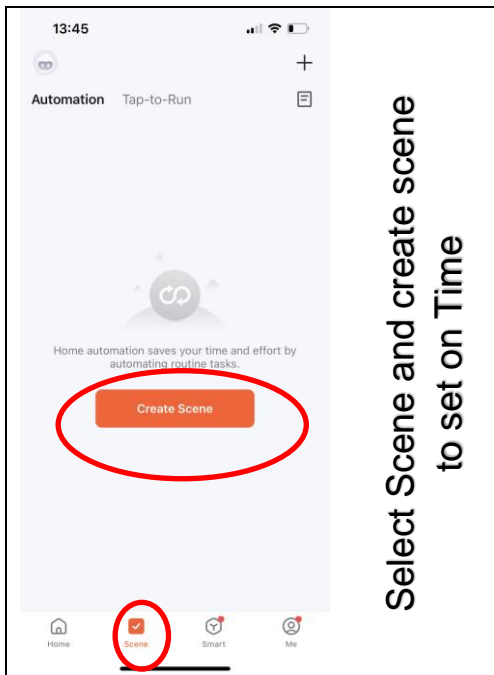 13:45
Automation Tap-to-Run
Home automation saves your time and effort by
automating routine tasks.
Create Scene
Home Scene Smart Me
Select Scene and create scene
to set on Time